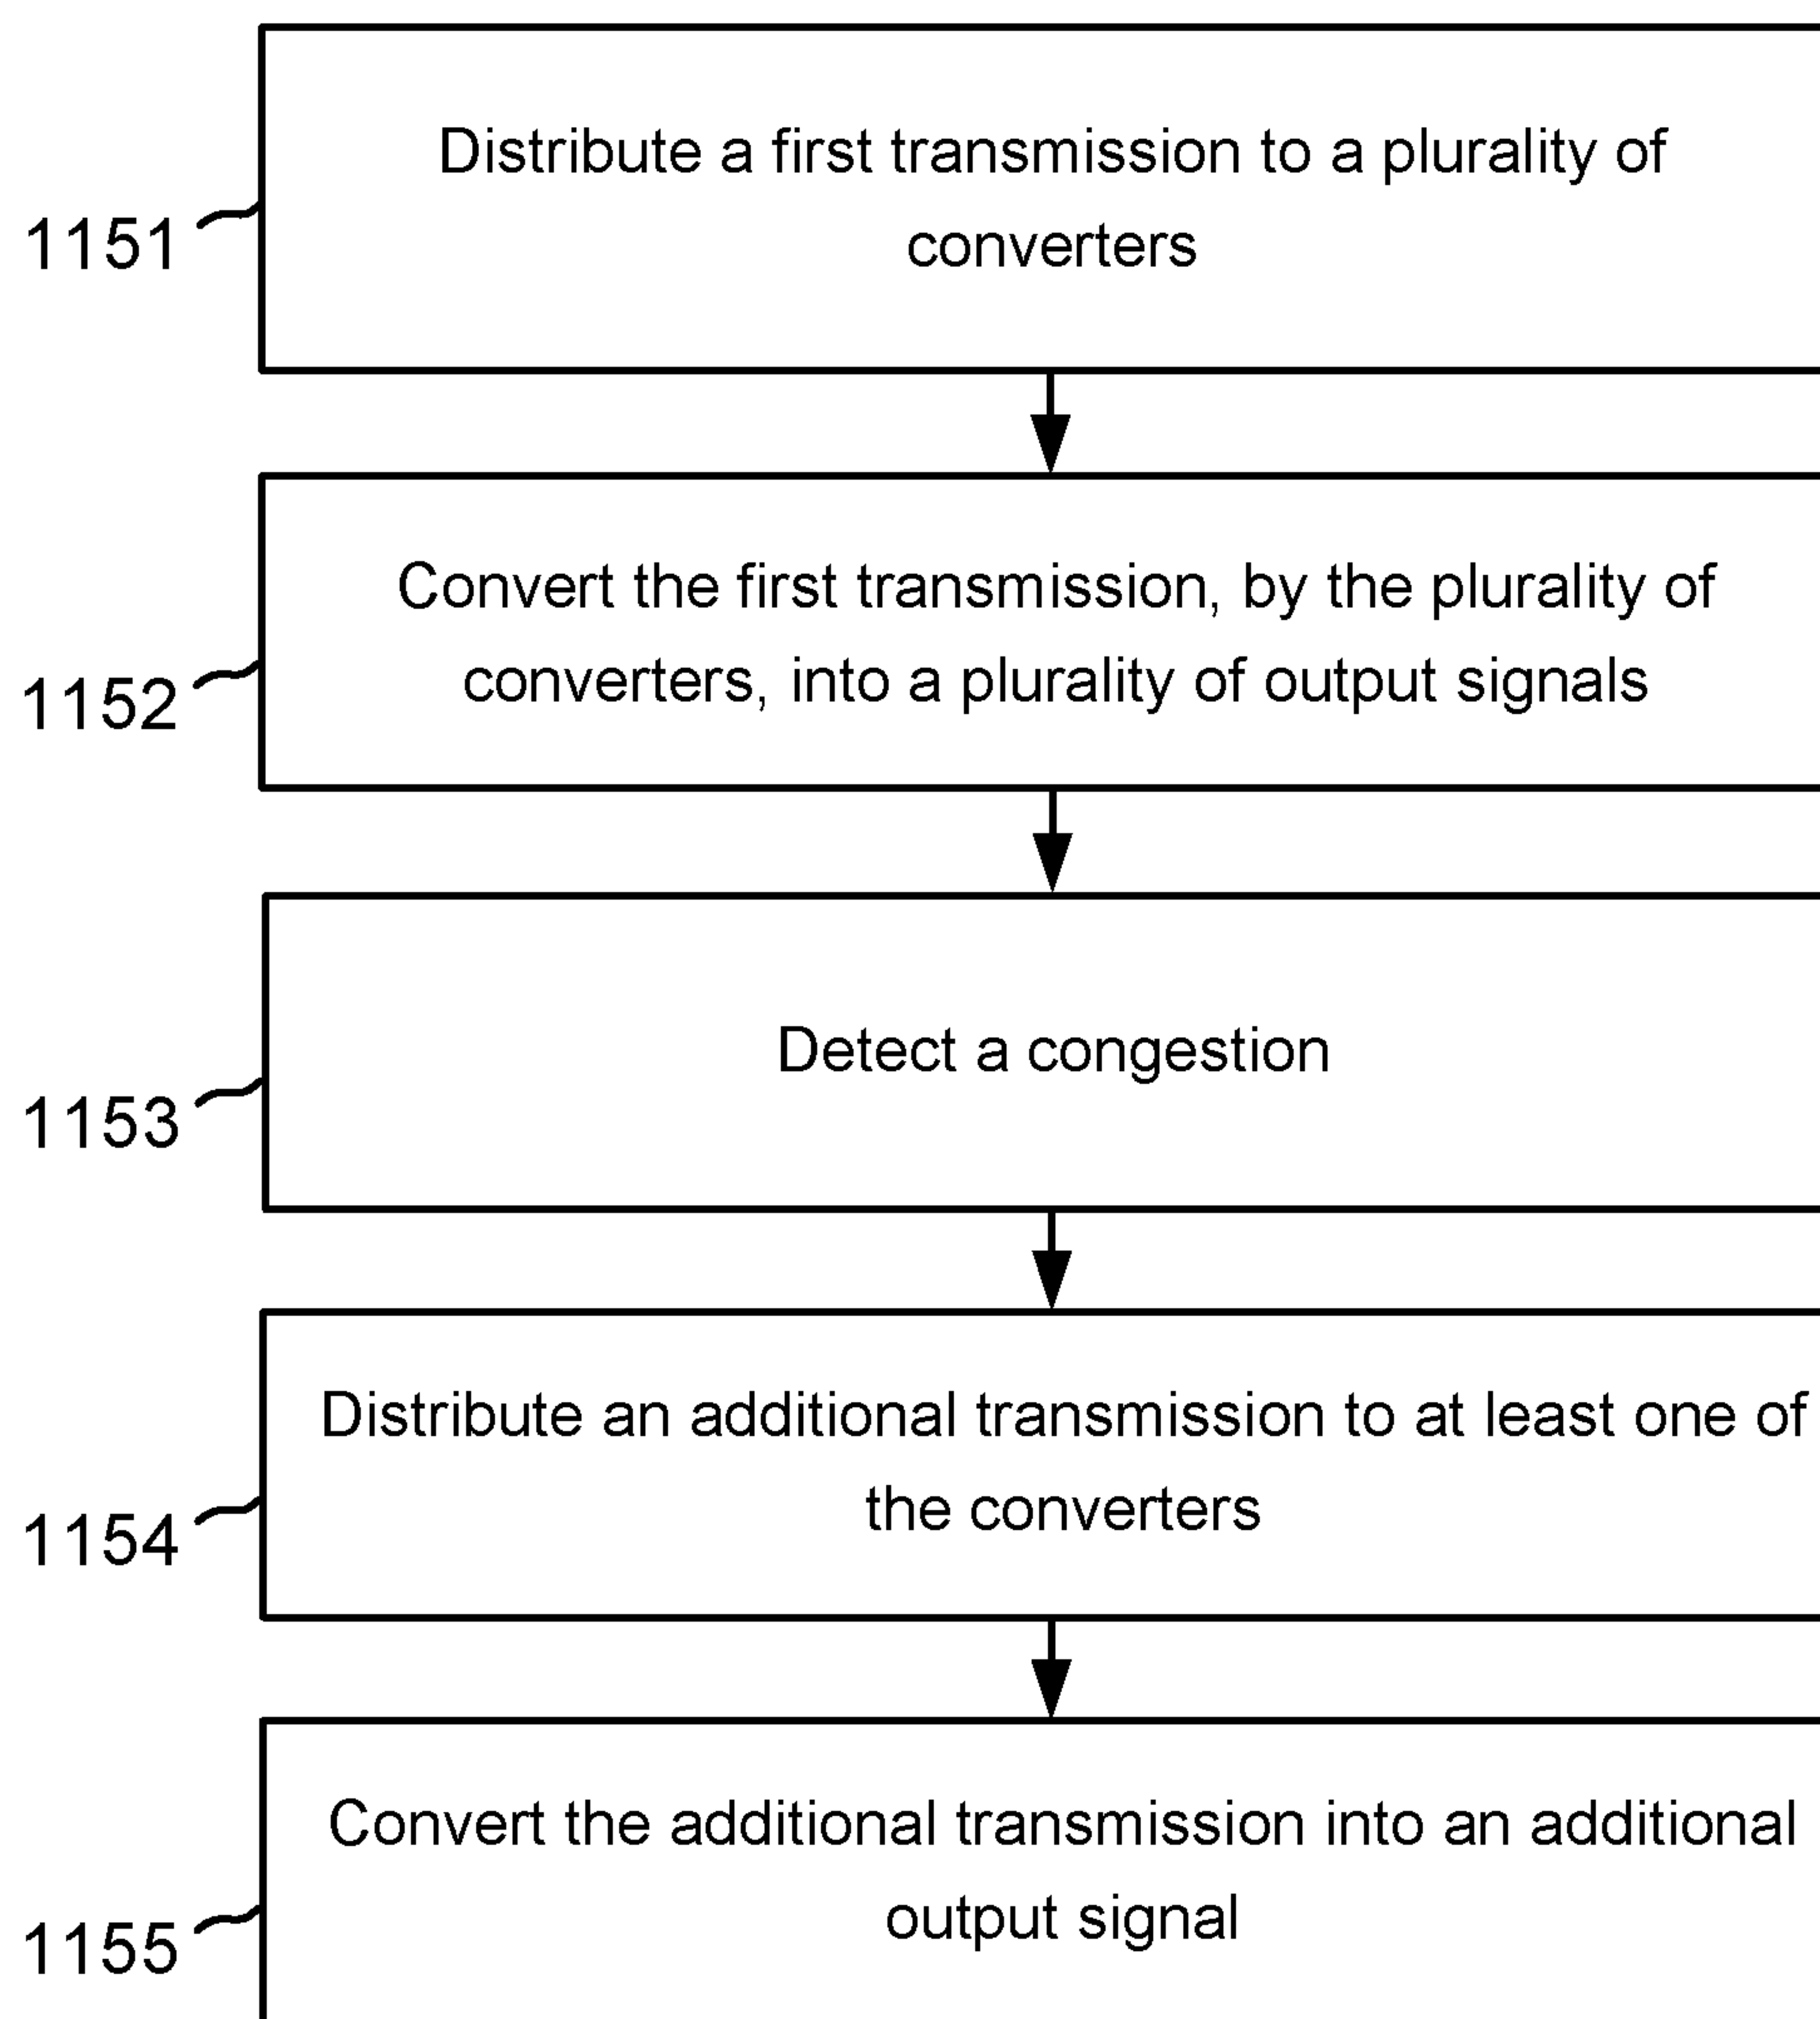 Distribute a first transmission to a plurality of
converters
1151
Convert the first transmission, by the plurality of
converters, into a plurality of output signals
1152
Detect a congestion
1153
Distribute an additional transmission to at least one of
the converters
1154
Convert the additional transmission into an additional
output signal
1155